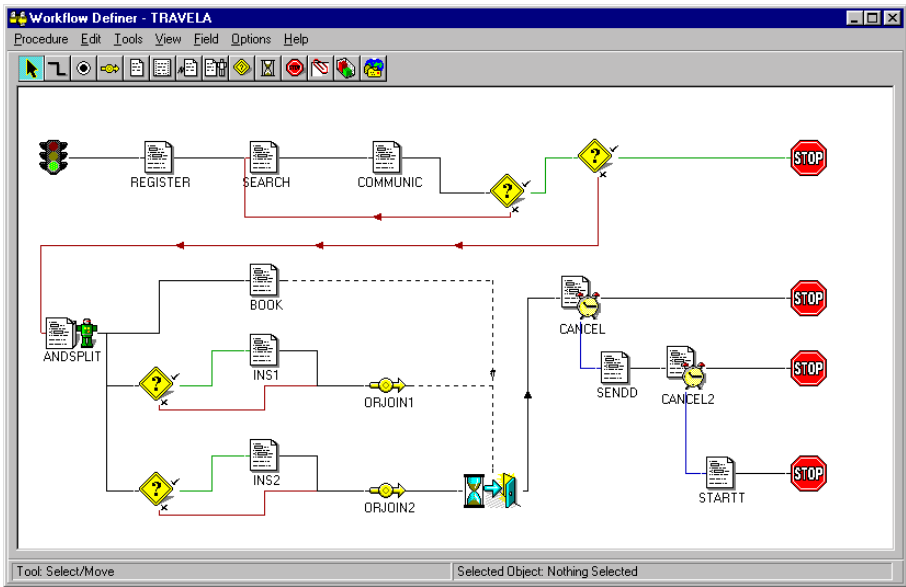 Workflow Definer - TRAVELA
Procedure Edit Tools View Field Options Help
STOP
REGISTER SEARCH COMMUNIC
? ?
BOOK
STOP
CANCEL
ANDSPLIT
INS1
?
ORJOIN1
STOP
SENDD
CANCEL2
INS2
?
ORJOIN2
STOP
STARTT
Tool: Select/Move Selected Object: Nothing Selected